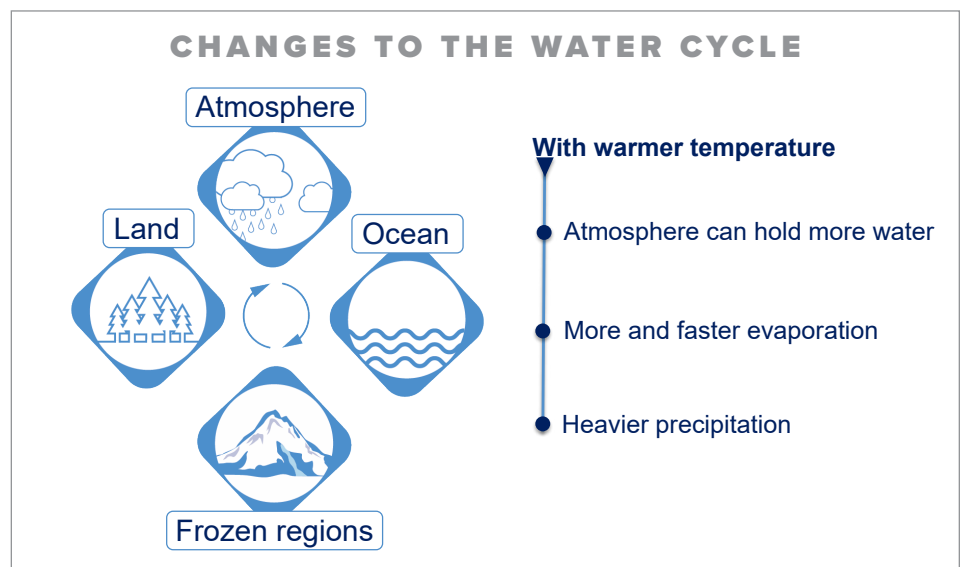 CHANGES TO THE WATER CYCLE
Atmosphere
Land
Ocean
Frozen regions
With warmer temperature
Atmosphere can hold more water
More and faster evaporation
Heavier precipitation